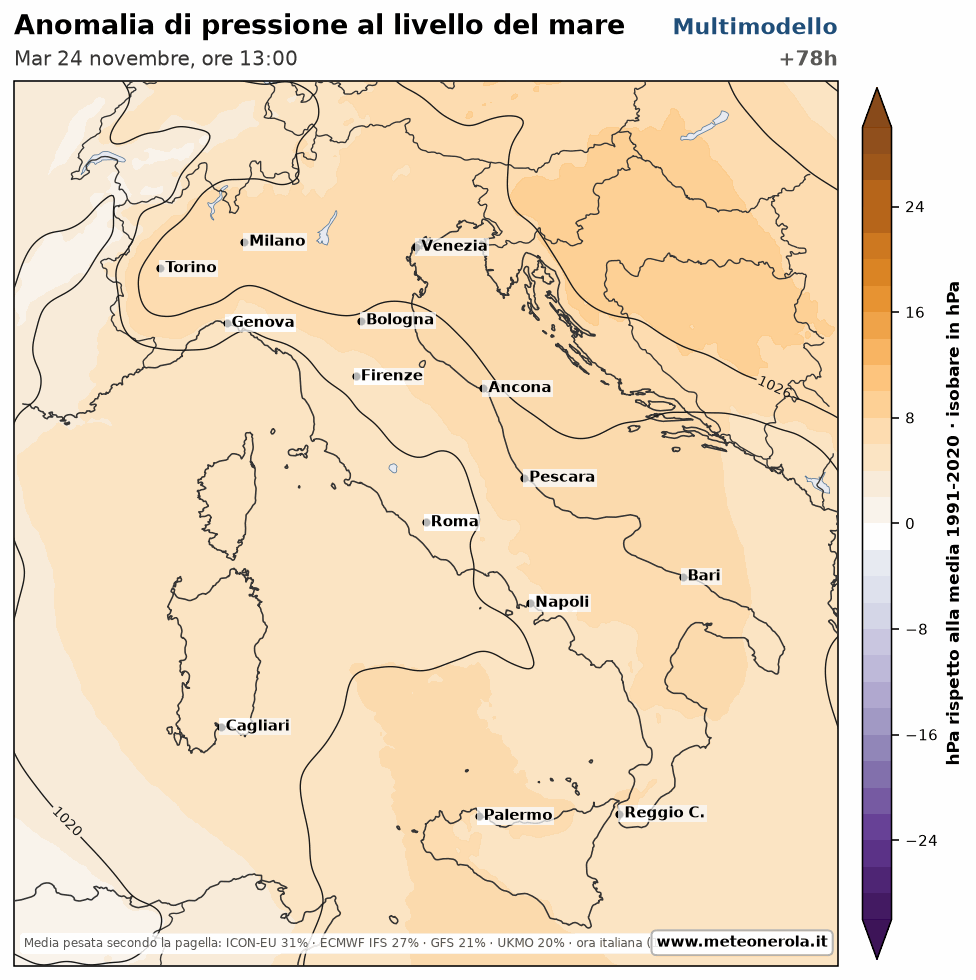 Anomalia di pressione al livello del mare
Multimodello
Mar 24 novembre, ore 13:00
+78h
Milano
Venezia
Torino
Genova
Bologna
Firenze
Ancona
1026
Pescara
Roma
Bari
Napoli
Cagliari
1020
Palermo
Reggio C.
24
16
8
0
−8
−16
−24
hPa rispetto alla media 1991-2020 · isobare in hPa
Media pesata secondo la pagella: ICON-EU 31% · ECMWF IFS 27% · GFS 21% · UKMO 20% · ora italiana (
www.meteonerola.it